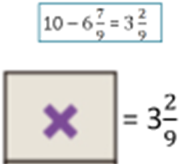 10 − 6 7/9 = 3 2/9
× = 3 2/9